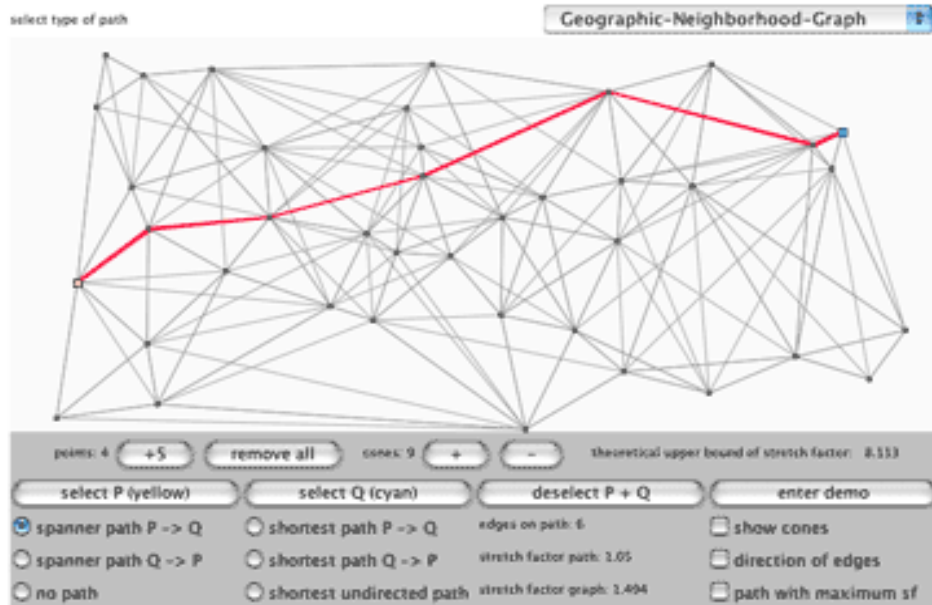 select type of path
Geographic-Neighborhood-Graph
points: 4
+5
remove all
cones: 9
+
-
theoretical upper bound of stretch factor: 8.113
select P (yellow)
select Q (cyan)
deselect P + Q
enter demo
spanner path P -> Q
shortest path P -> Q
edges on path: 6
show cones
spanner path Q -> P
shortest path Q -> P
stretch factor path: 1.05
direction of edges
no path
shortest undirected path
stretch factor graph: 1.494
path with maximum sf